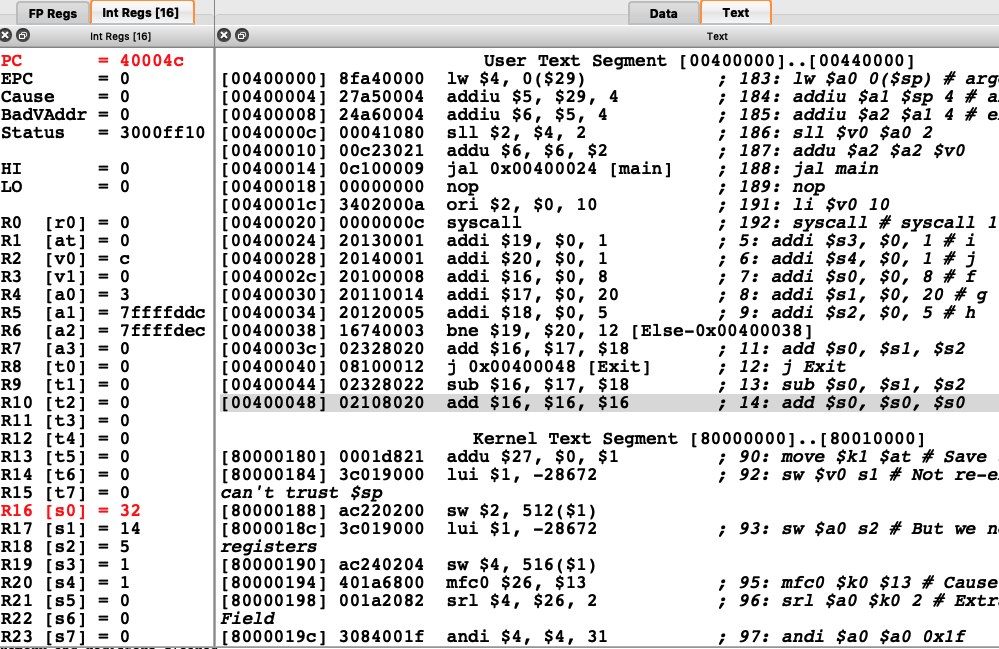 FP Regs Int Regs [16] Data Text
Int Regs [16] Text
PC = 40004c
EPC = 0
Cause = 0
BadVAddr = 0
Status = 3000ff10
HI = 0
LO = 0
R0 [r0] = 0
R1 [at] = 0
R2 [v0] = c
R3 [v1] = 0
R4 [a0] = 3
R5 [a1] = 7ffffddc
R6 [a2] = 7ffffdec
R7 [a3] = 0
R8 [t0] = 0
R9 [t1] = 0
R10 [t2] = 0
R11 [t3] = 0
R12 [t4] = 0
R13 [t5] = 0
R14 [t6] = 0
R15 [t7] = 0
R16 [s0] = 32
R17 [s1] = 14
R18 [s2] = 5
R19 [s3] = 1
R20 [s4] = 1
R21 [s5] = 0
R22 [s6] = 0
R23 [s7] = 0
User Text Segment [00400000]..[00440000]
[00400000] 8fa40000 lw $4, 0($29) ; 183: lw $a0 0($sp) # arg
[00400004] 27a50004 addiu $5, $29, 4 ; 184: addiu $a1 $sp 4 # a
[00400008] 24a60004 addiu $6, $5, 4 ; 185: addiu $a2 $a1 4 # e
[0040000c] 00041080 sll $2, $4, 2 ; 186: sll $v0 $a0 2
[00400010] 00c23021 addu $6, $6, $2 ; 187: addu $a2 $a2 $v0
[00400014] 0c100009 jal 0x00400024 [main] ; 188: jal main
[00400018] 00000000 nop ; 189: nop
[0040001c] 3402000a ori $2, $0, 10 ; 191: li $v0 10
[00400020] 0000000c syscall ; 192: syscall # syscall 1
[00400024] 20130001 addi $19, $0, 1 ; 5: addi $s3, $0, 1 # i
[00400028] 20140001 addi $20, $0, 1 ; 6: addi $s4, $0, 1 # j
[0040002c] 20100008 addi $16, $0, 8 ; 7: addi $s0, $0, 8 # f
[00400030] 20110014 addi $17, $0, 20 ; 8: addi $s1, $0, 20 # g
[00400034] 20120005 addi $18, $0, 5 ; 9: addi $s2, $0, 5 # h
[00400038] 16740003 bne $19, $20, 12 [Else-0x00400038]
[0040003c] 02328020 add $16, $17, $18 ; 11: add $s0, $s1, $s2
[00400040] 08100012 j 0x00400048 [Exit] ; 12: j Exit
[00400044] 02328022 sub $16, $17, $18 ; 13: sub $s0, $s1, $s2
[00400048] 02108020 add $16, $16, $16 ; 14: add $s0, $s0, $s0
Kernel Text Segment [80000000]..[80010000]
[80000180] 0001d821 addu $27, $0, $1 ; 90: move $k1 $at # Save
[80000184] 3c019000 lui $1, -28672 ; 92: sw $v0 s1 # Not re-e
can't trust $sp
[80000188] ac220200 sw $2, 512($1)
[8000018c] 3c019000 lui $1, -28672 ; 93: sw $a0 s2 # But we n
registers
[80000190] ac240204 sw $4, 516($1)
[80000194] 401a6800 mfc0 $26, $13 ; 95: mfc0 $k0 $13 # Cause
[80000198] 001a2082 srl $4, $26, 2 ; 96: srl $a0 $k0 2 # Extr
Field
[8000019c] 3084001f andi $4, $4, 31 ; 97: andi $a0 $a0 0x1f